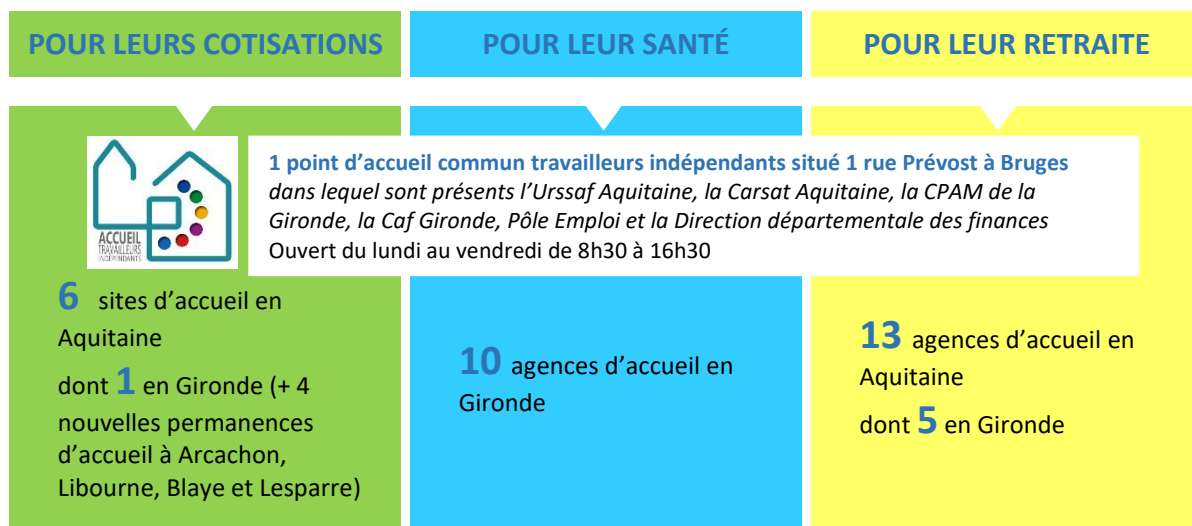 POUR LEURS COTISATIONS
POUR LEUR SANTÉ
POUR LEUR RETRAITE
ACCUEIL
TRAVAILLEURS
INDÉPENDANTS
1 point d’accueil commun travailleurs indépendants situé 1 rue Prévost à Bruges
dans lequel sont présents l’Urssaf Aquitaine, la Carsat Aquitaine, la CPAM de la
Gironde, la Caf Gironde, Pôle Emploi et la Direction départementale des finances
Ouvert du lundi au vendredi de 8h30 à 16h30
6 sites d’accueil en
Aquitaine
dont 1 en Gironde (+ 4
nouvelles permanences
d’accueil à Arcachon,
Libourne, Blaye et Lesparre)
10 agences d’accueil en
Gironde
13 agences d’accueil en
Aquitaine
dont 5 en Gironde